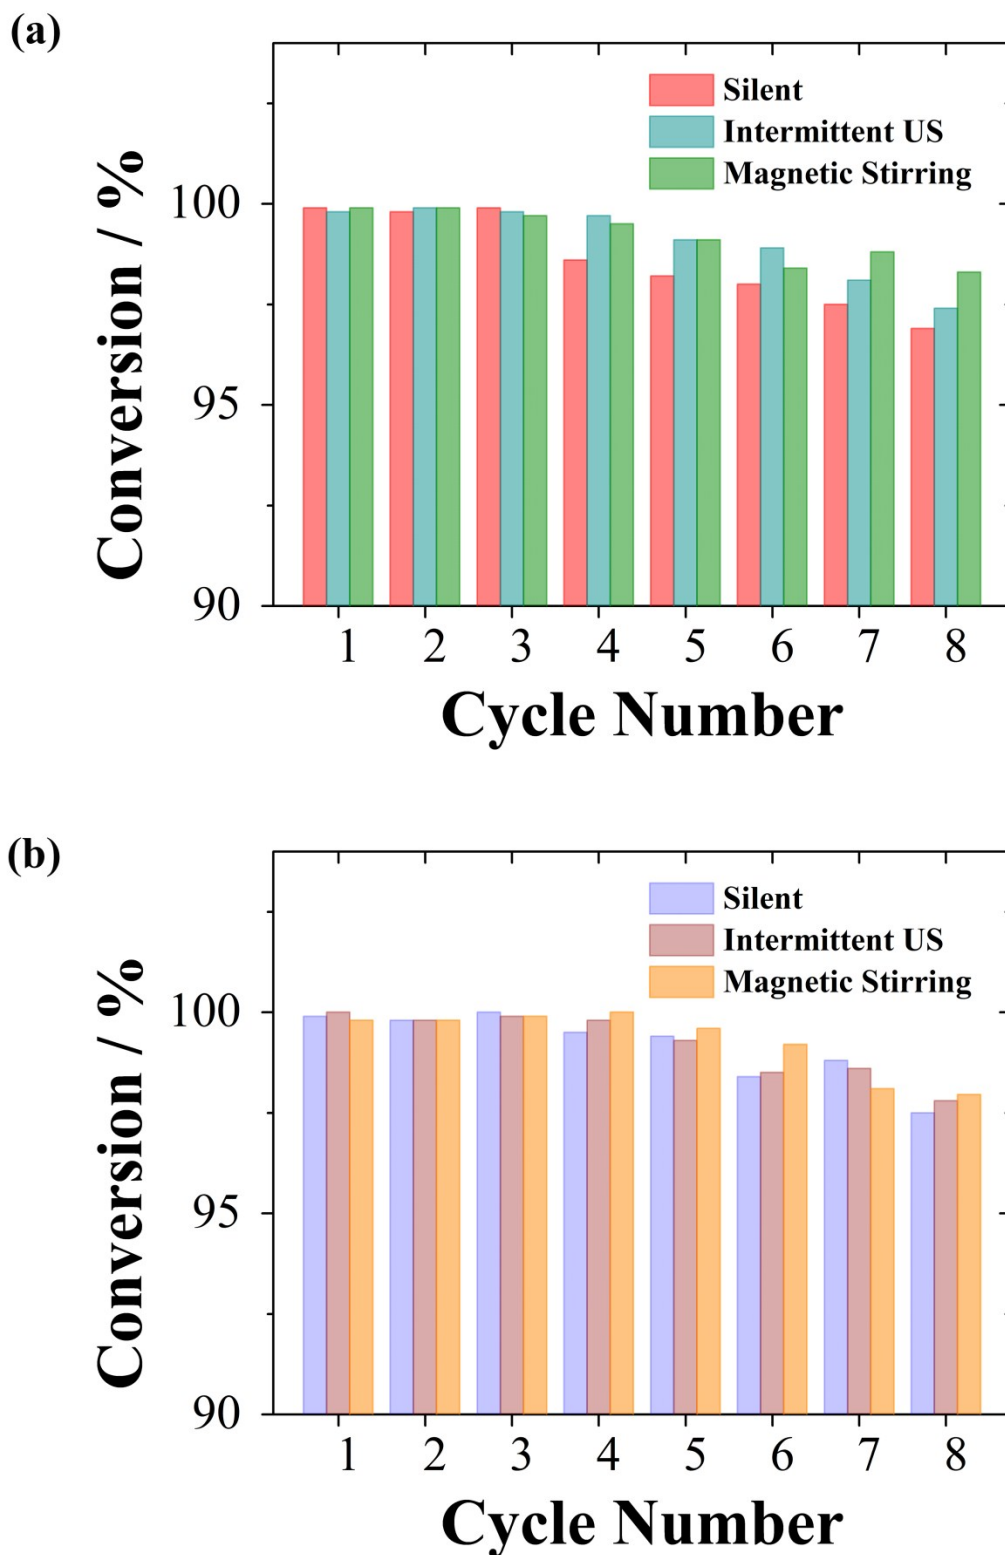 (a)
Silent
Intermittent US
Magnetic Stirring
100
95
90
Conversion / %
1 2 3 4 5 6 7 8
Cycle Number
(b)
Silent
Intermittent US
Magnetic Stirring
100
95
90
Conversion / %
1 2 3 4 5 6 7 8
Cycle Number